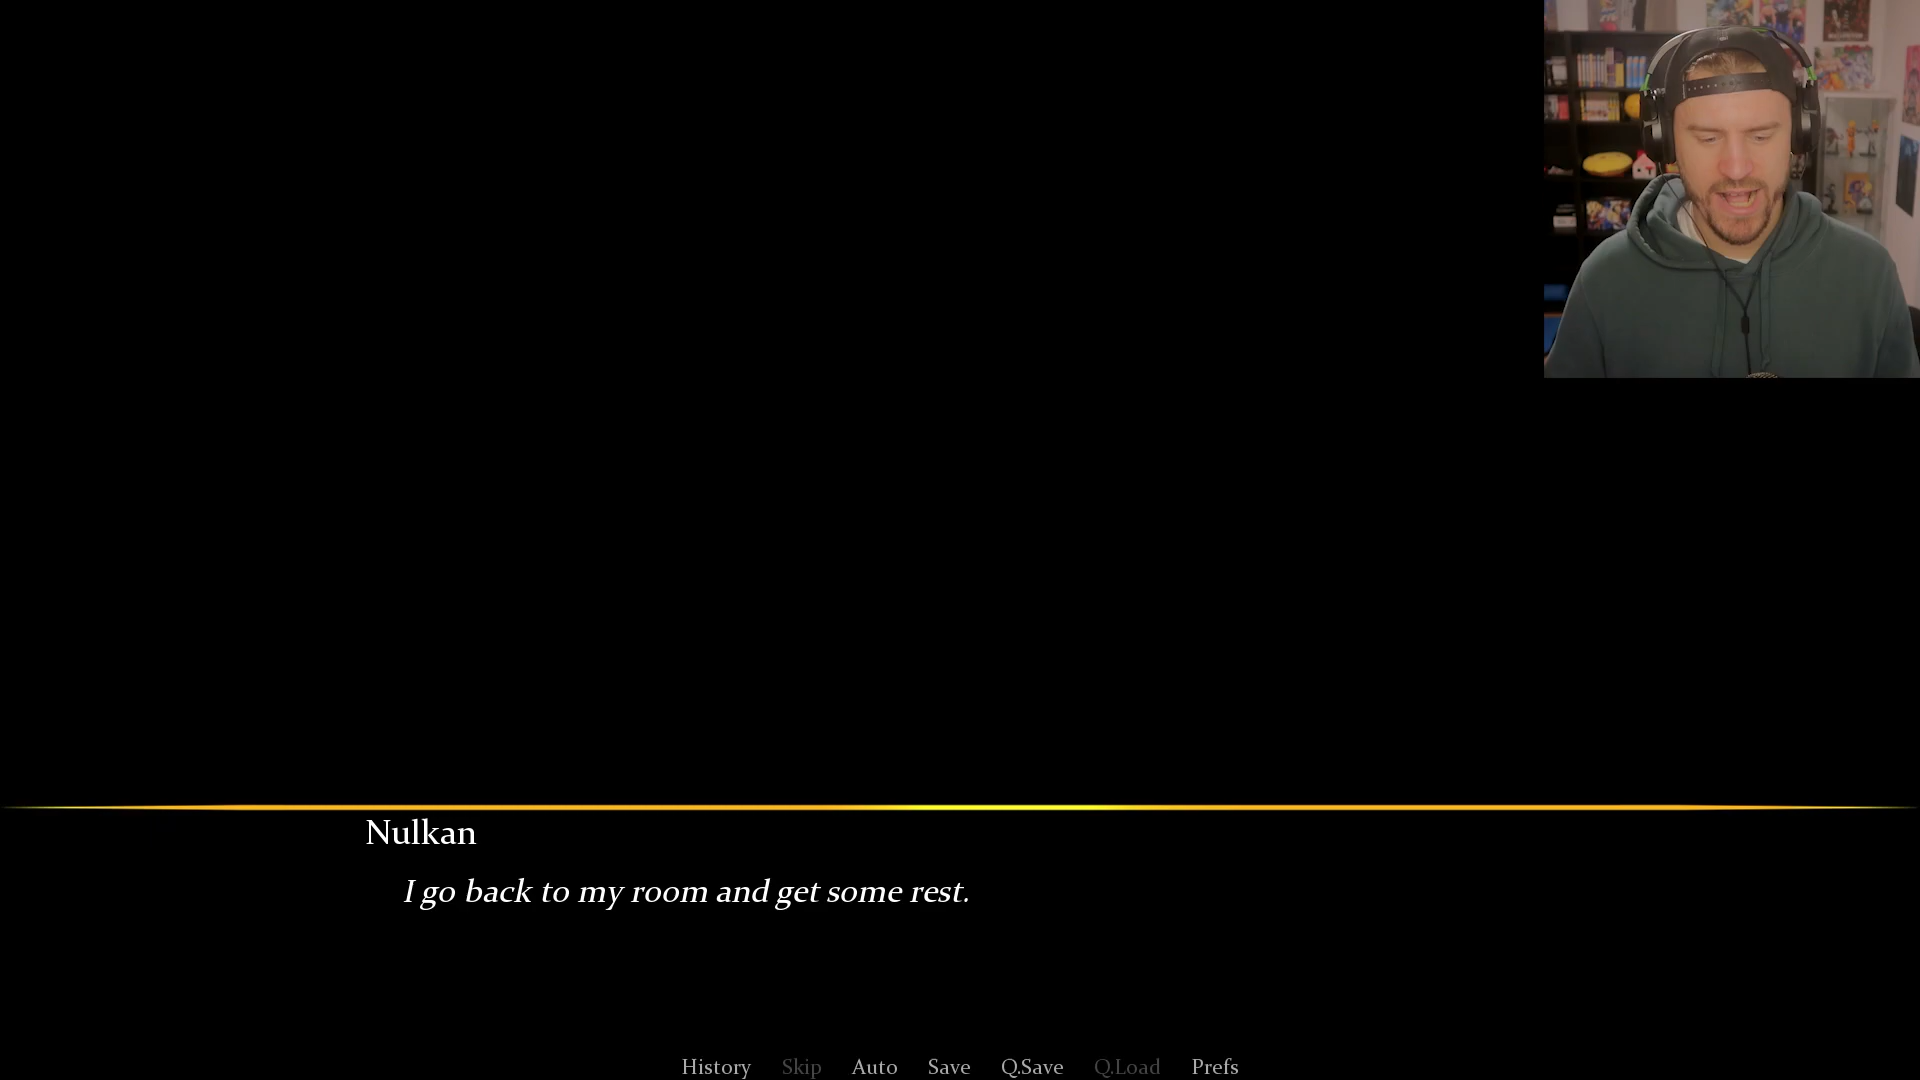 Nulkan
I go back to my room and get some rest.
History Skip Auto Save Q.Save Q.Load Prefs